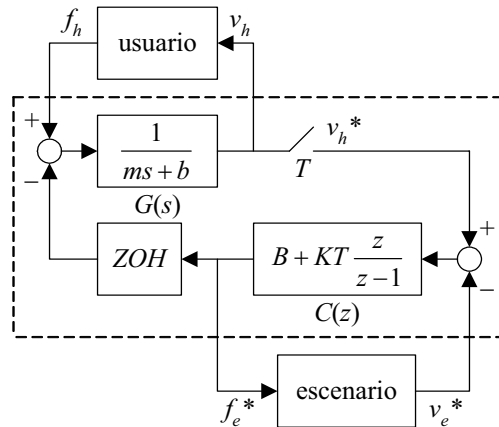 f_h
usuario
v_h
+
−
1
ms + b
G(s)
T
v_h*
+
−
ZOH
B + KT z
z − 1
C(z)
escenario
f_e*
v_e*